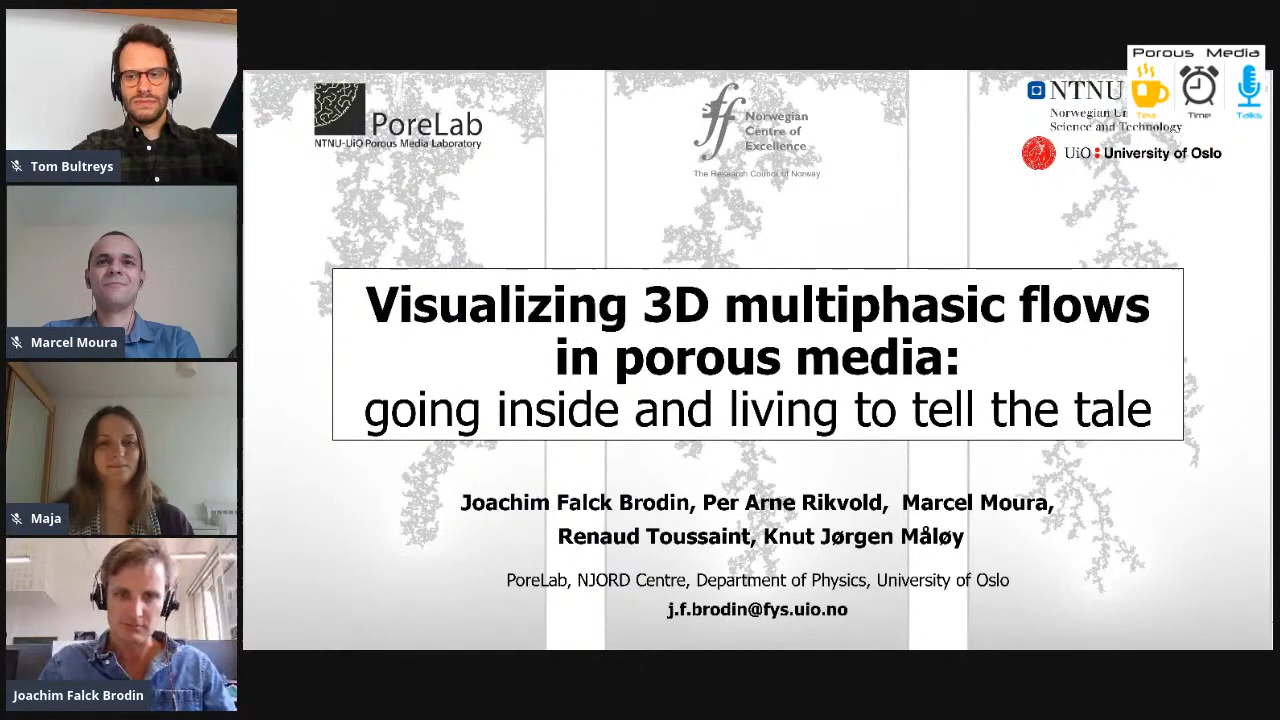 Tom Bultreys
Marcel Moura
Maja
Joachim Falck Brodin
PoreLab
NTNU-UiO Porous Media Laboratory
ff
Norwegian
Centre of
Excellence
The Research Council of Norway
NTNU
Norwegian
Science and Technology
UiO : University of Oslo
Porous Media
Tea
Time
Talks
Visualizing 3D multiphasic flows
in porous media:
going inside and living to tell the tale
Joachim Falck Brodin, Per Arne Rikvold, Marcel Moura,
Renaud Toussaint, Knut Jørgen Måløy
PoreLab, NJORD Centre, Department of Physics, University of Oslo
j.f.brodin@fys.uio.no